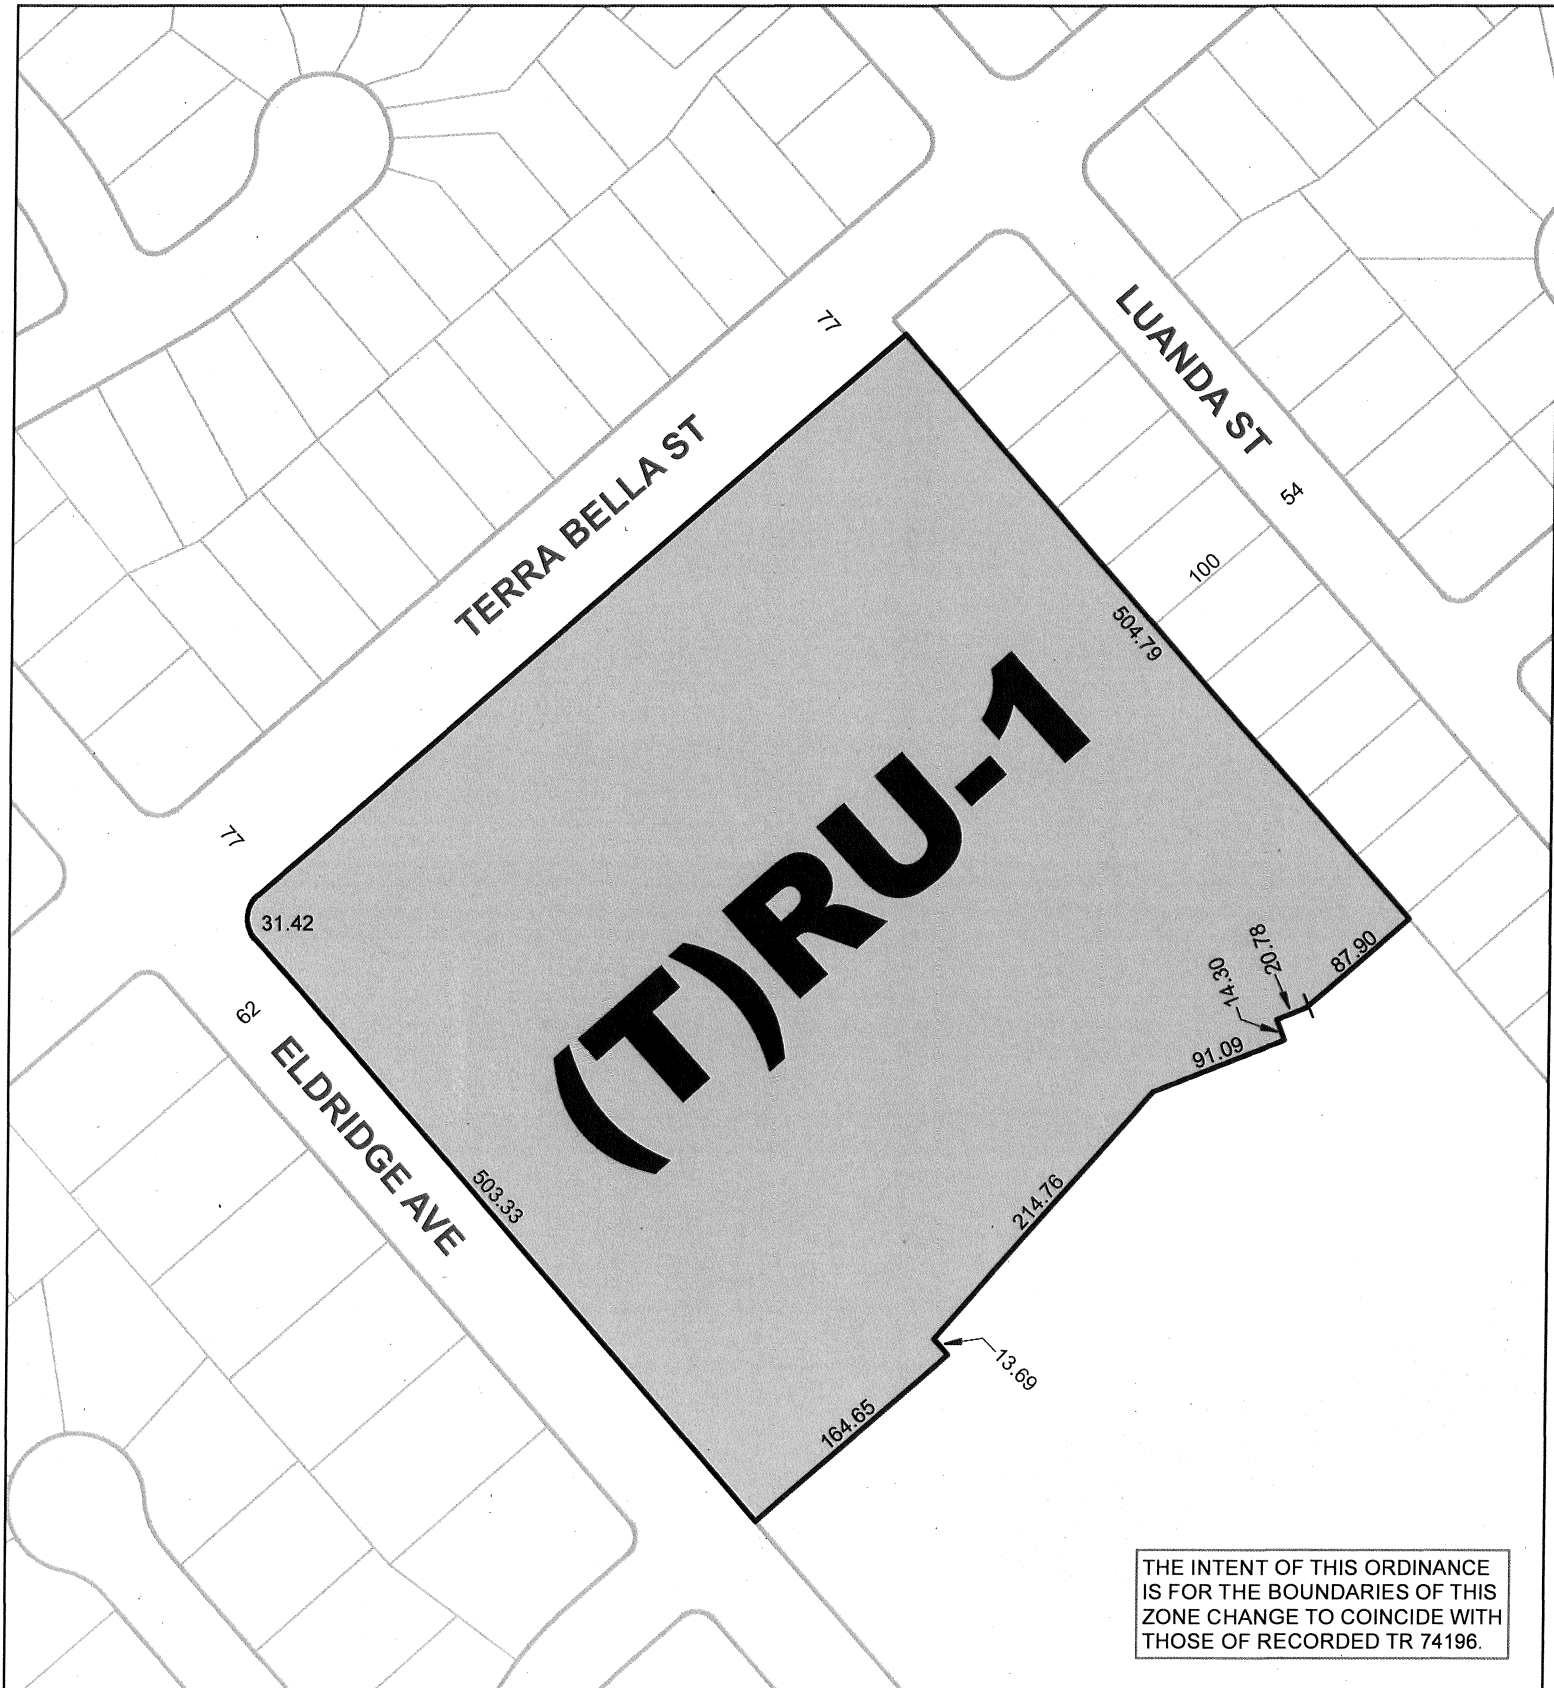 77
LUANDA ST
TERRA BELLA ST
54
100
504.79
(T)RU-1
77
31.42
20.78
87.90
14.30
62
91.09
ELDRIDGE AVE
503.33
214.76
13.69
164.65
THE INTENT OF THIS ORDINANCE
IS FOR THE BOUNDARIES OF THIS
ZONE CHANGE TO COINCIDE WITH
THOSE OF RECORDED TR 74196.